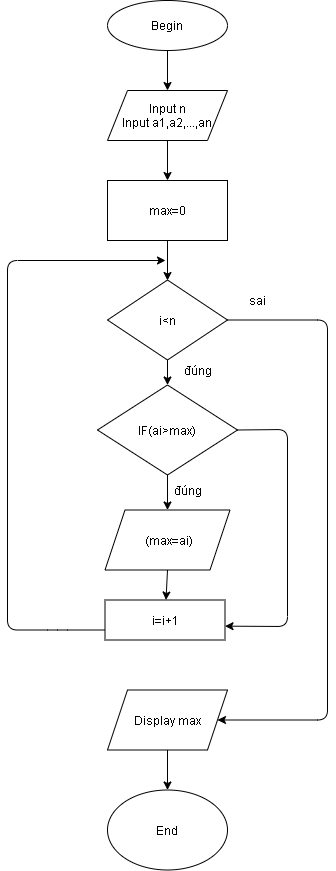 Begin
Input n
Input a1,a2,...,an
max=0
i<n
sai
đúng
IF(ai>max)
đúng
(max=ai)
i=i+1
Display max
End